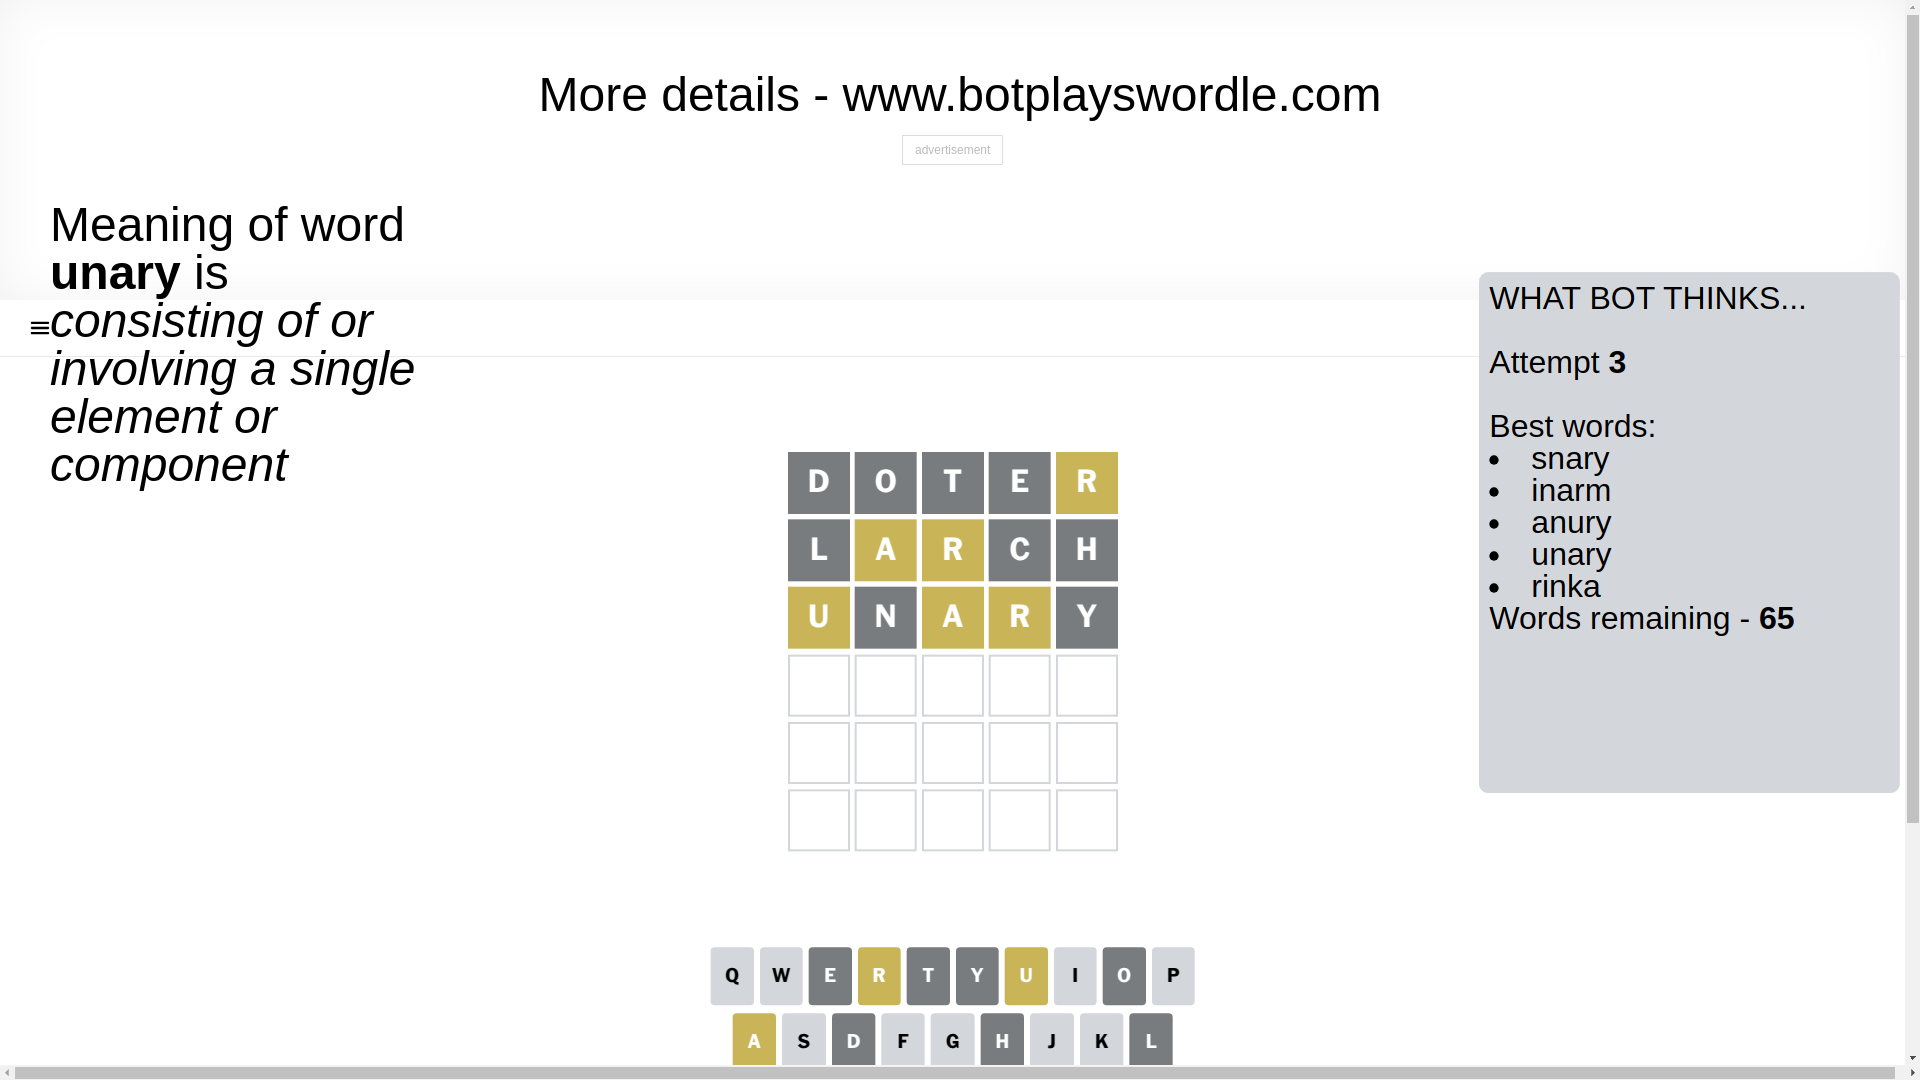 More details - www.botplayswordle.com
advertisement
Meaning of word
unary is
consisting of or
involving a single
element or
component
WHAT BOT THINKS...
Attempt 3
Best words:
• snary
• inarm
• anury
• unary
• rinka
Words remaining - 65
D O T E R
L A R C H
U N A R Y
Q W E R T Y U I O P
A S D F G H J K L